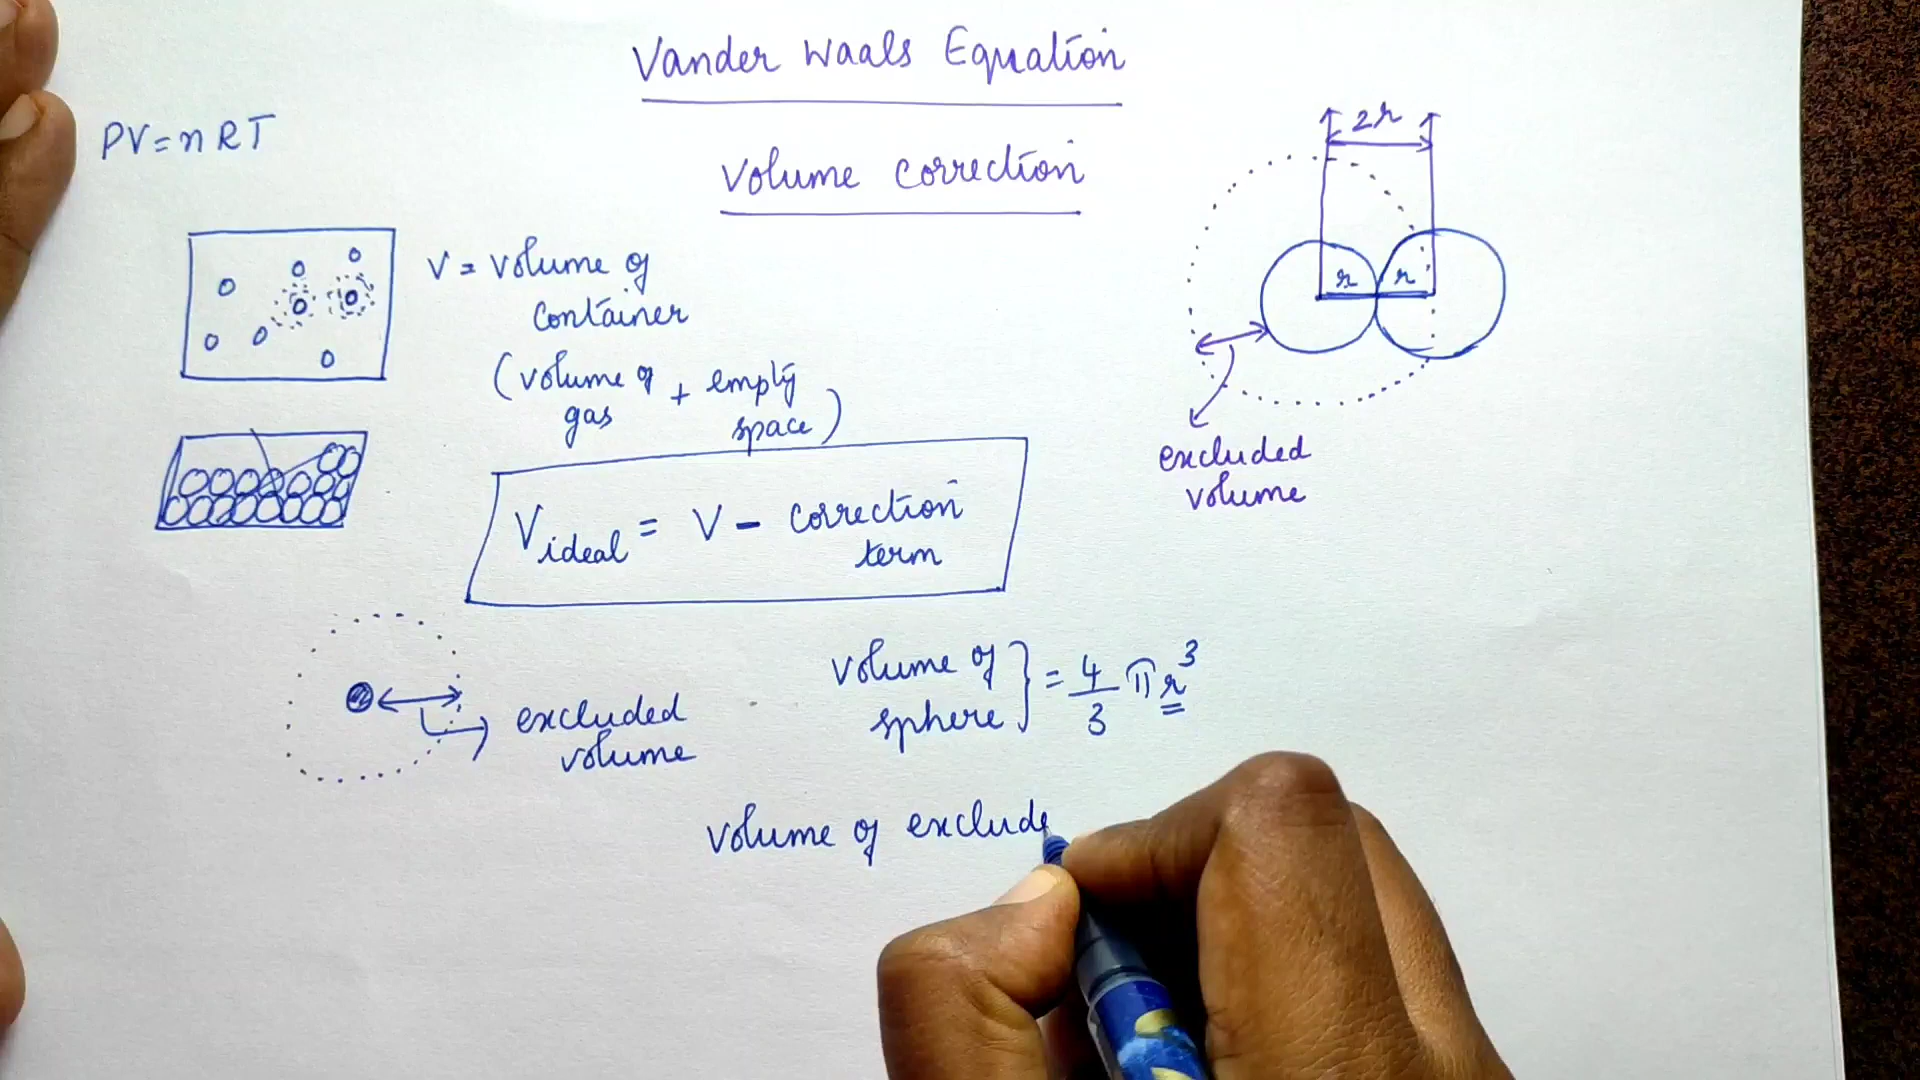 Vander Waals Equation
PV = nRT
Volume correction
2r
r r
V = Volume of
container
(volume of + empty
gas space)
excluded
volume
V ideal = V - correction
term
volume of } = 4/3 πr³
sphere
excluded
volume
volume of exclude